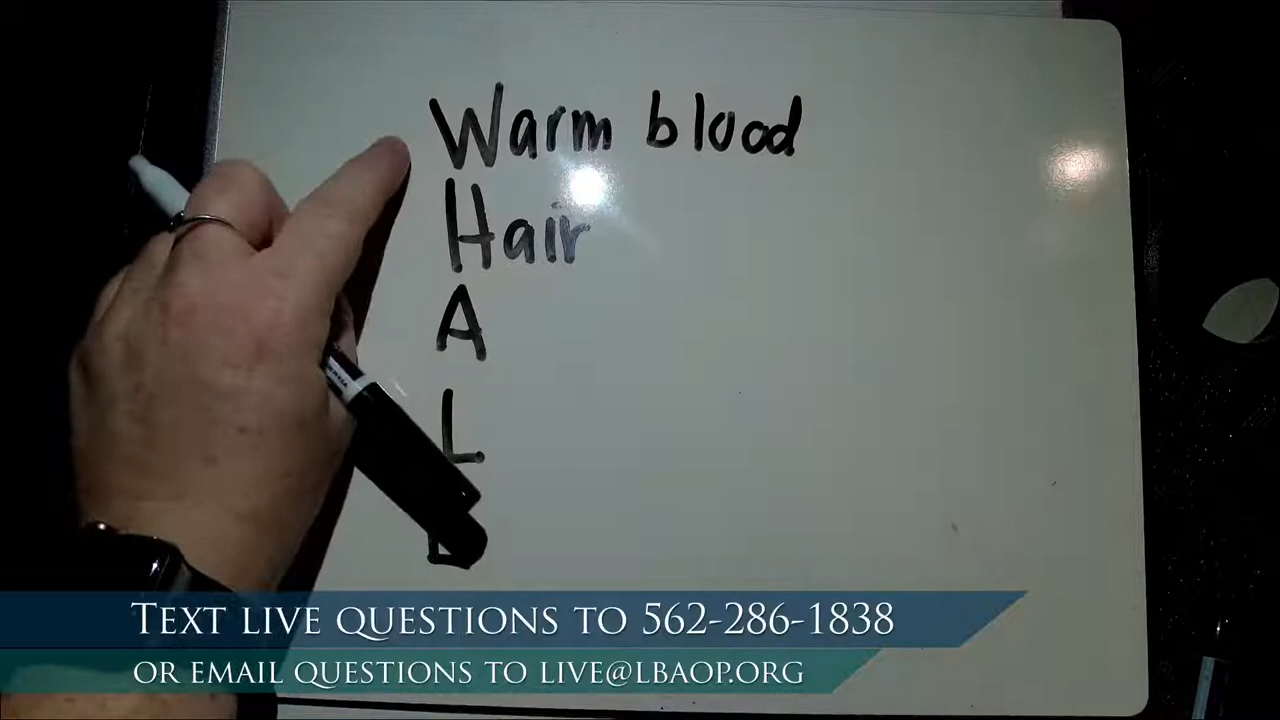 Warm blood
Hair
A
L
TEXT LIVE QUESTIONS TO 562-286-1838
OR EMAIL QUESTIONS TO LIVE@LBAOP.ORG